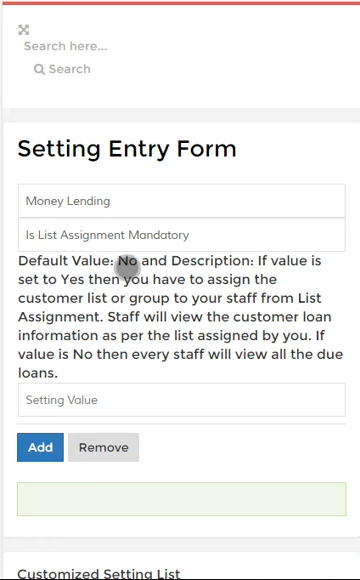 Search here...
Search
Setting Entry Form
Money Lending
Is List Assignment Mandatory
Default Value: No and Description: If value is
set to Yes then you have to assign the
customer list or group to your staff from List
Assignment. Staff will view the customer loan
information as per the list assigned by you. If
value is No then every staff will view all the due
loans.
Setting Value
Add Remove
Customized Setting List